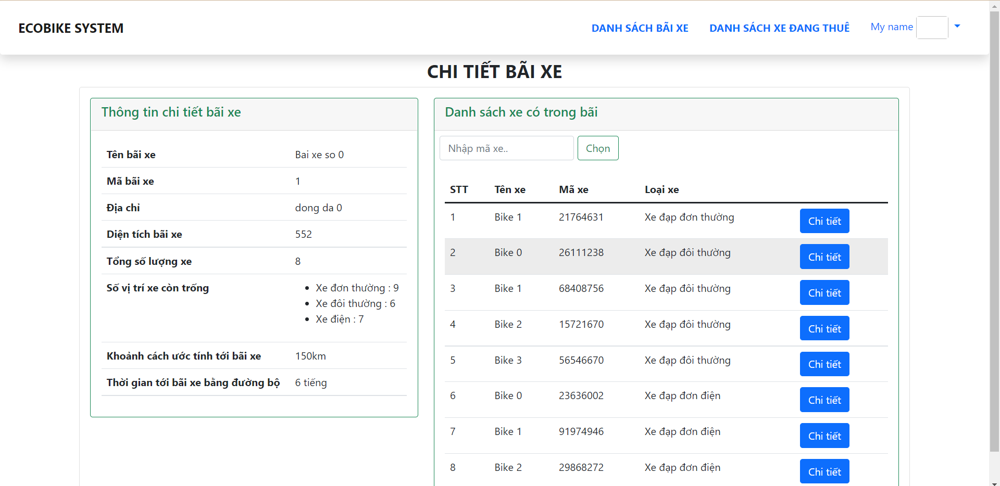 ECOBIKE SYSTEM
DANH SÁCH BÃI XE
DANH SÁCH XE ĐANG THUÊ
My name
CHI TIẾT BÃI XE
Thông tin chi tiết bãi xe
Tên bãi xe Bai xe so 0
Mã bãi xe 1
Địa chỉ dong da 0
Diện tích bãi xe 552
Tổng số lượng xe 8
Số vị trí xe còn trống
Xe đơn thường : 9
Xe đôi thường : 6
Xe điện : 7
Khoảnh cách ước tính tới bãi xe 150km
Thời gian tới bãi xe bằng đường bộ 6 tiếng
Danh sách xe có trong bãi
Nhập mã xe.. Chọn
STT Tên xe Mã xe Loại xe
1 Bike 1 21764631 Xe đạp đơn thường Chi tiết
2 Bike 0 26111238 Xe đạp đôi thường Chi tiết
3 Bike 1 68408756 Xe đạp đôi thường Chi tiết
4 Bike 2 15721670 Xe đạp đôi thường Chi tiết
5 Bike 3 56546670 Xe đạp đôi thường Chi tiết
6 Bike 0 23636002 Xe đạp đơn điện Chi tiết
7 Bike 1 91974946 Xe đạp đơn điện Chi tiết
8 Bike 2 29868272 Xe đạp đơn điện Chi tiết